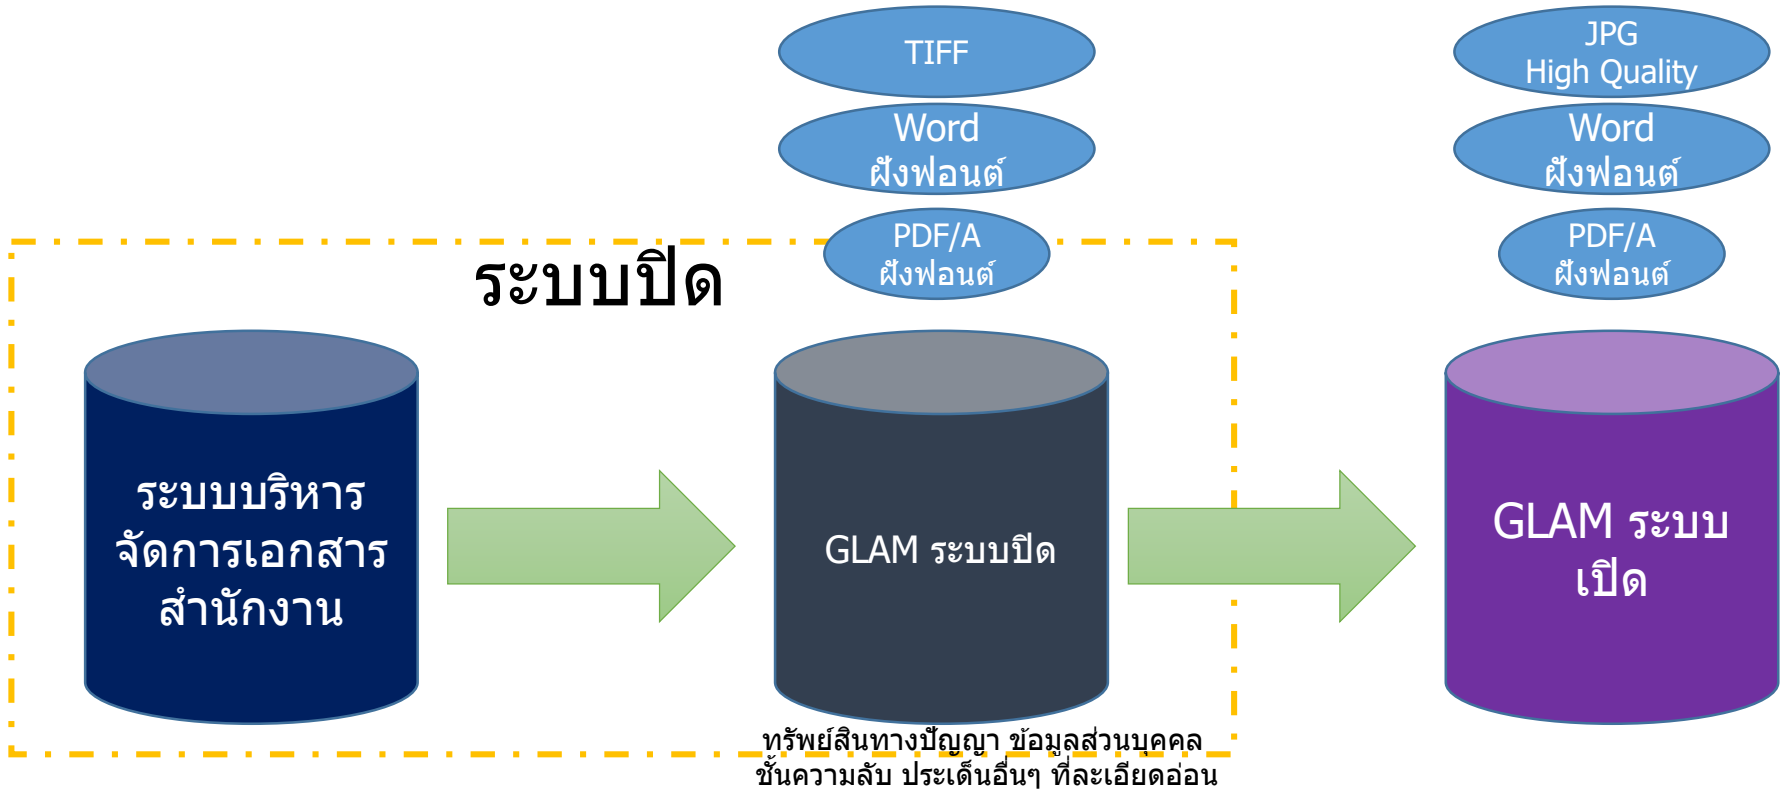 TIFF
Word
ฝังฟอนต์
PDF/A
ฝังฟอนต์
JPG
High Quality
Word
ฝังฟอนต์
PDF/A
ฝังฟอนต์
ระบบปิด
ระบบบริหาร
จัดการเอกสาร
สำนักงาน
GLAM ระบบปิด
GLAM ระบบ
เปิด
ทรัพย์สินทางปัญญา ข้อมูลส่วนบุคคล
ชั้นความลับ ประเด็นอื่นๆ ที่ละเอียดอ่อน